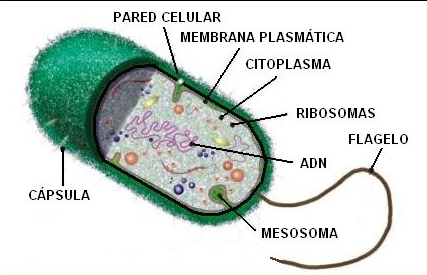 PARED CELULAR
MEMBRANA PLASMÁTICA
CITOPLASMA
RIBOSOMAS
FLAGELO
ADN
CÁPSULA
MESOSOMA